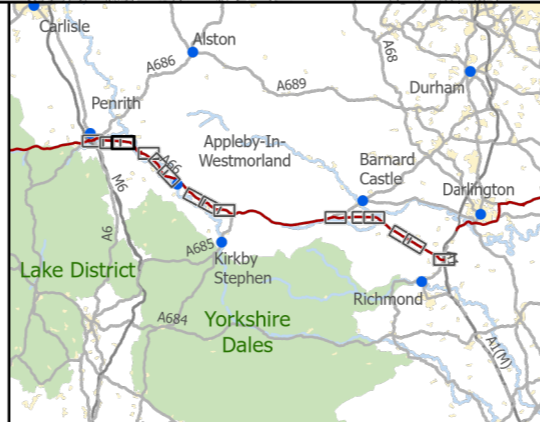 Carlisle
Alston
A686
A68
A689
Durham
Penrith
Appleby-In-
Westmorland
A66
Barnard
Castle
Darlington
M6
A6
A685
Lake District
Kirkby
Stephen
Richmond
A684
Yorkshire
Dales
A1(M)